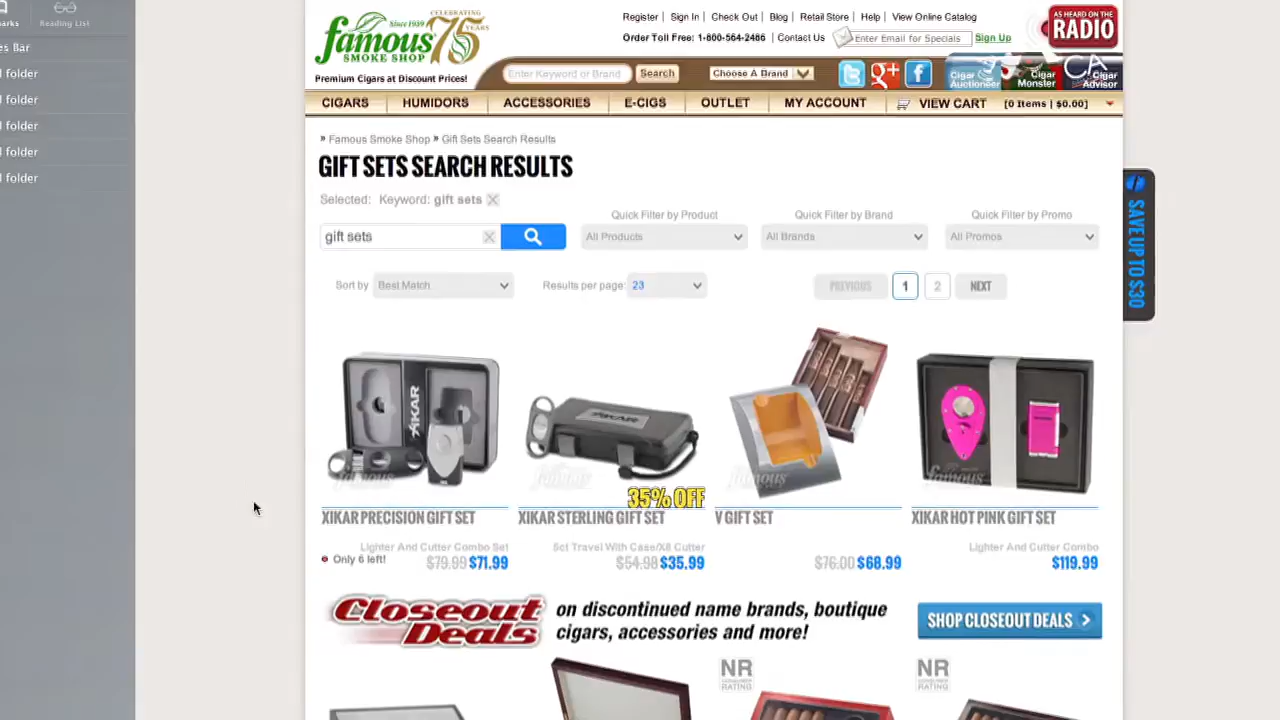 arks
Reading List
es Bar
l folder
l folder
l folder
l folder
l folder
Since 1939
CELEBRATING
famous 75 YEARS
SMOKE SHOP
Premium Cigars at Discount Prices!
Register | Sign In | Check Out | Blog | Retail Store | Help | View Online Catalog
Order Toll Free: 1-800-564-2486 | Contact Us
Enter Email for Specials
Sign Up
AS HEARD ON THE
RADIO
Enter Keyword or Brand
Search
Choose A Brand
Cigar
Auctioneer
Cigar
Monster
CA
Cigar
Advisor
CIGARS
HUMIDORS
ACCESSORIES
E-CIGS
OUTLET
MY ACCOUNT
VIEW CART
[0 Items | $0.00]
» Famous Smoke Shop » Gift Sets Search Results
GIFT SETS SEARCH RESULTS
Selected: Keyword: gift sets
Quick Filter by Product
Quick Filter by Brand
Quick Filter by Promo
gift sets
All Products
All Brands
All Promos
Sort by Best Match
Results per page: 23
PREVIOUS
1
2
NEXT
SAVE UP TO $30
XIKAR
XIKAR
famous
famous
famous
famous
35% OFF
XIKAR PRECISION GIFT SET
XIKAR STERLING GIFT SET
V GIFT SET
XIKAR HOT PINK GIFT SET
Lighter And Cutter Combo Set
Only 6 left!
$79.99 $71.99
5ct Travel With Case/X8 Cutter
$54.98 $35.99
$76.00 $68.99
Lighter And Cutter Combo
$119.99
Closeout
Deals
on discontinued name brands, boutique
cigars, accessories and more!
SHOP CLOSEOUT DEALS
NR
RATING
NR
RATING